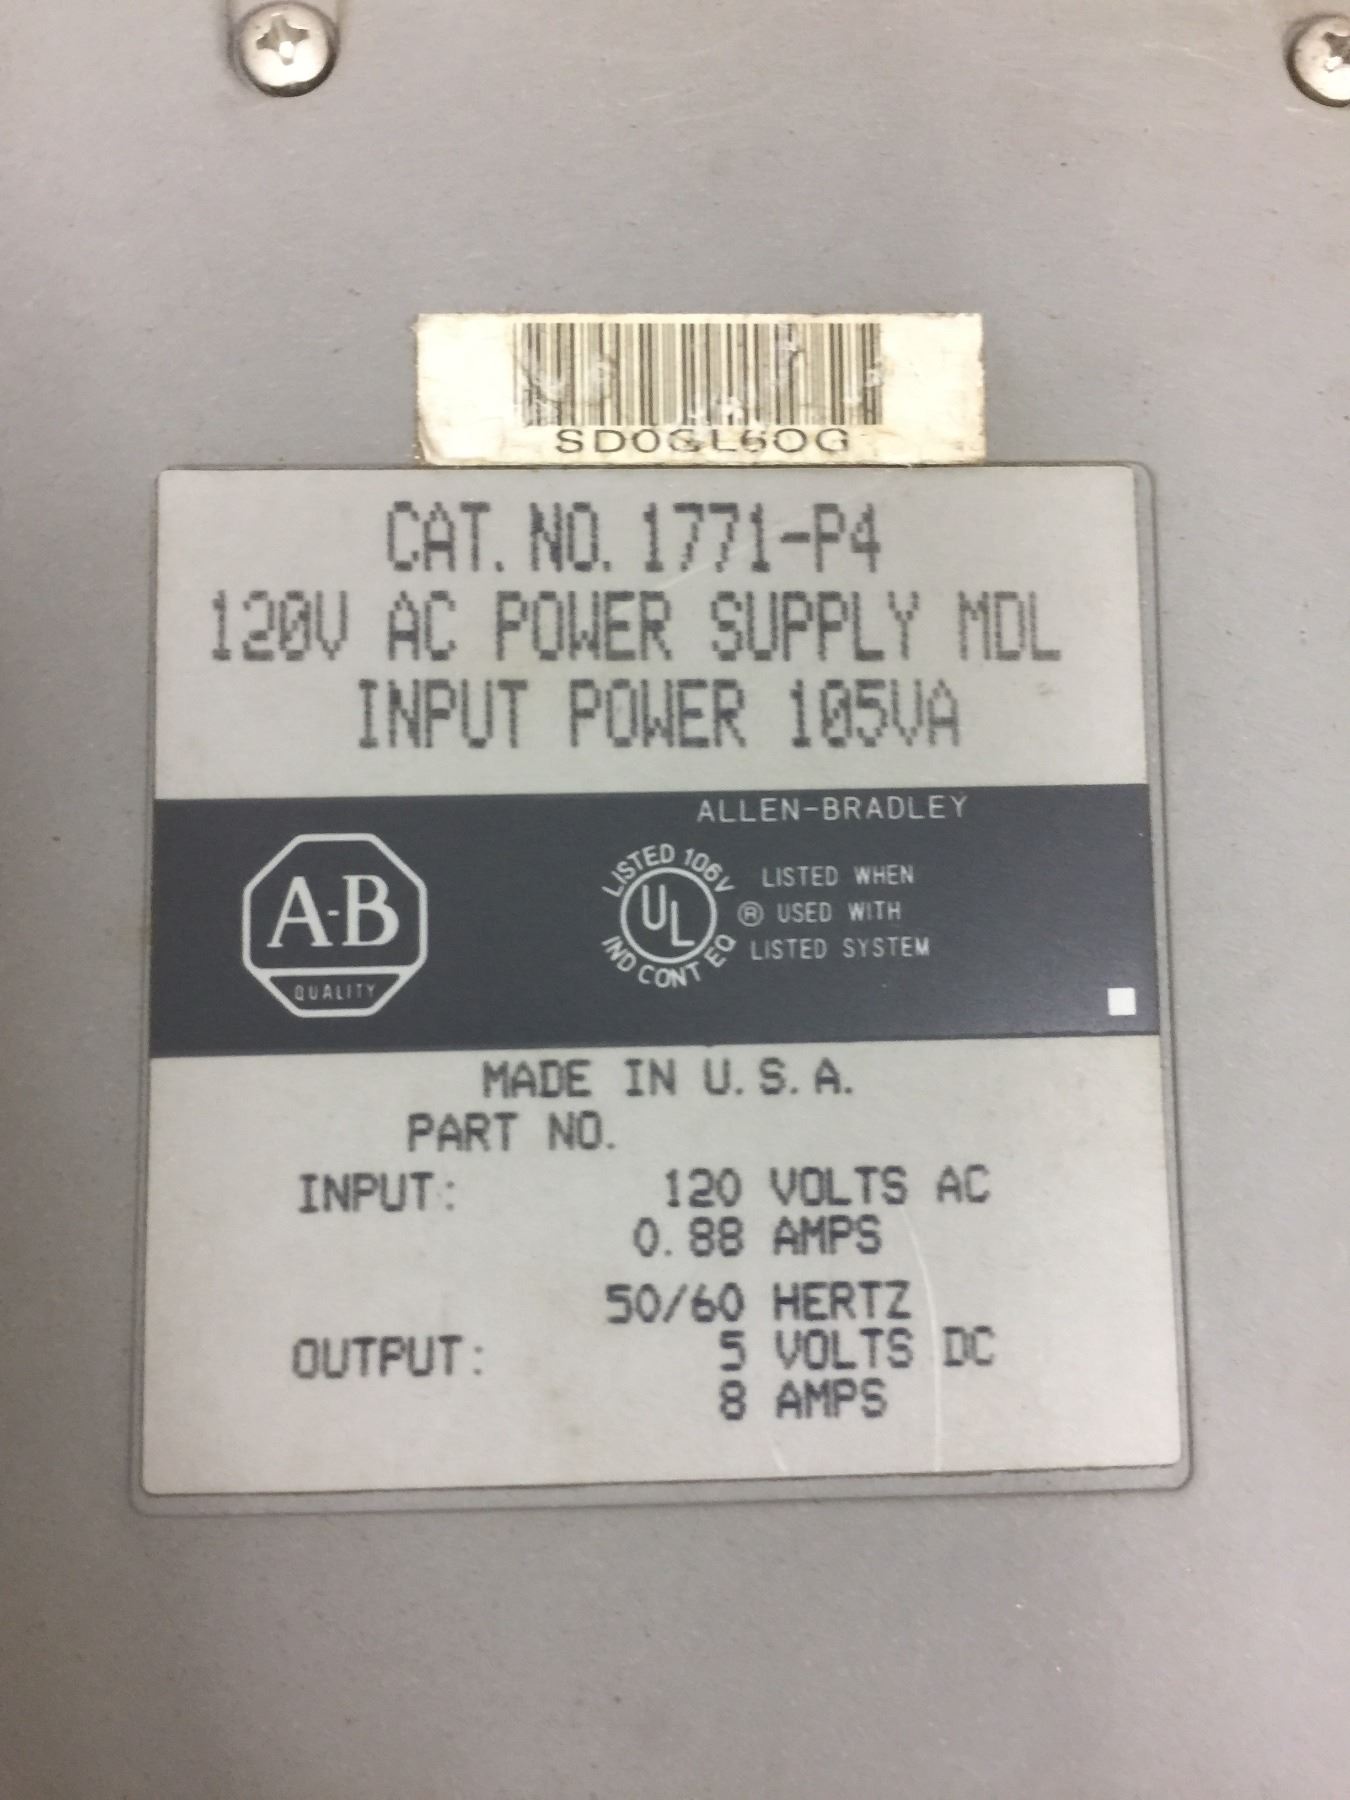 SD0GL60G
CAT. NO. 1771-P4
120V AC POWER SUPPLY MDL
INPUT POWER 105VA
ALLEN-BRADLEY
A-B
QUALITY
LISTED 106V
UL
IND CONT EQ
®
LISTED WHEN
USED WITH
LISTED SYSTEM
MADE IN U.S.A.
PART NO.
INPUT: 120 VOLTS AC
0.88 AMPS
50/60 HERTZ
OUTPUT: 5 VOLTS DC
8 AMPS